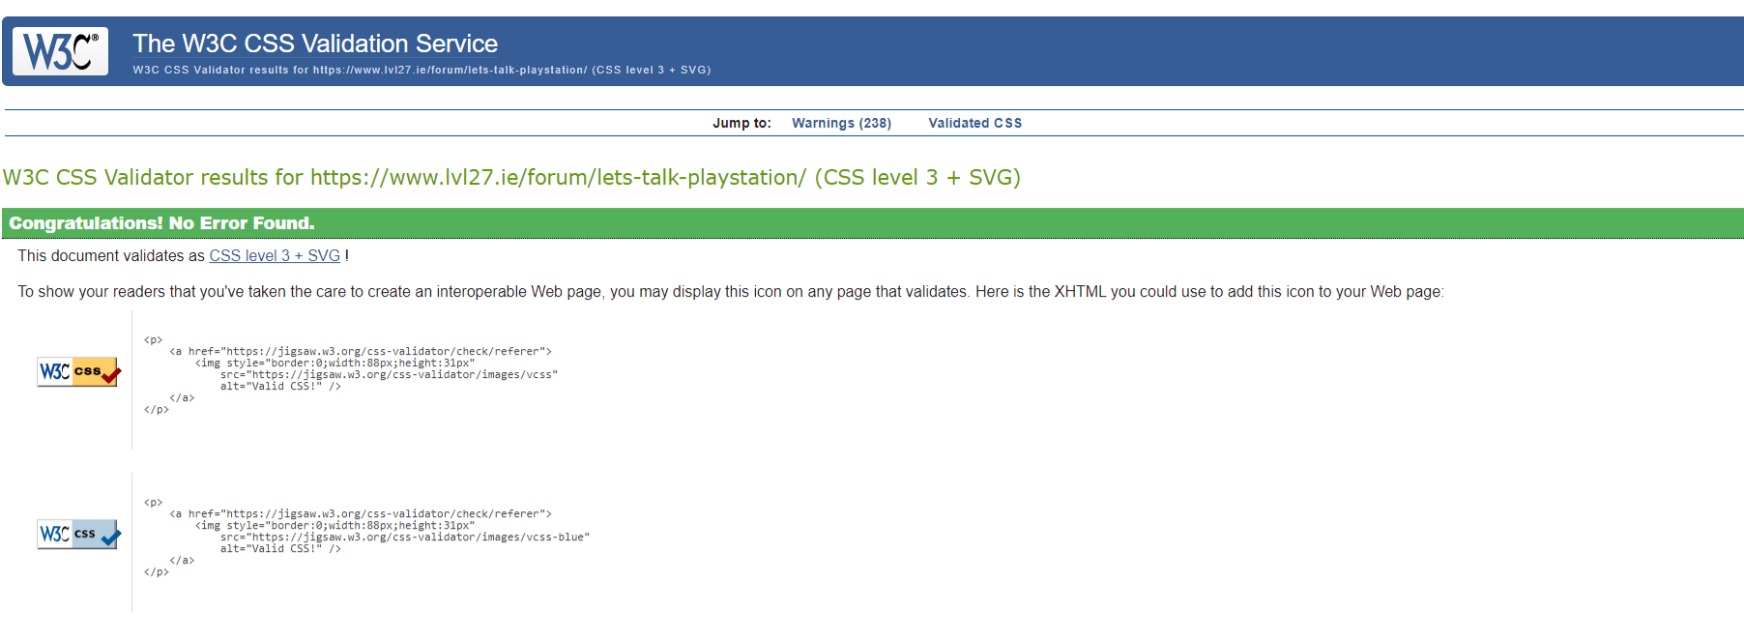 W3C®
The W3C CSS Validation Service
W3C CSS Validator results for https://www.lvl27.ie/forum/lets-talk-playstation/ (CSS level 3 + SVG)
Jump to: Warnings (238) Validated CSS
W3C CSS Validator results for https://www.lvl27.ie/forum/lets-talk-playstation/ (CSS level 3 + SVG)
Congratulations! No Error Found.
This document validates as CSS level 3 + SVG !
To show your readers that you've taken the care to create an interoperable Web page, you may display this icon on any page that validates. Here is the XHTML you could use to add this icon to your Web page:
W3C css
<p>
<a href="https://jigsaw.w3.org/css-validator/check/referer">
<img style="border:0;width:88px;height:31px"
src="https://jigsaw.w3.org/css-validator/images/vcss"
alt="Valid CSS!" />
</a>
</p>
W3C css
<p>
<a href="https://jigsaw.w3.org/css-validator/check/referer">
<img style="border:0;width:88px;height:31px"
src="https://jigsaw.w3.org/css-validator/images/vcss-blue"
alt="Valid CSS!" />
</a>
</p>